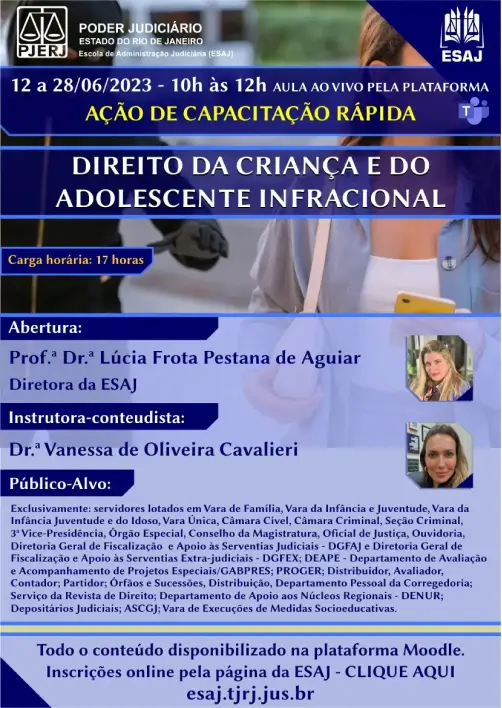 PJERJ
PODER JUDICIÁRIO
ESTADO DO RIO DE JANEIRO
Escola de Administração Judiciária (ESAJ)
ESAJ
12 a 28/06/2023 - 10h às 12h AULA AO VIVO PELA PLATAFORMA
AÇÃO DE CAPACITAÇÃO RÁPIDA
T
DIREITO DA CRIANÇA E DO
ADOLESCENTE INFRACIONAL
Carga horária: 17 horas
Abertura:
Prof.ª Dr.ª Lúcia Frota Pestana de Aguiar
Diretora da ESAJ
Instrutora-conteudista:
Dr.ª Vanessa de Oliveira Cavalieri
Público-Alvo:
Exclusivamente: servidores lotados em Vara de Família, Vara da Infância e Juventude, Vara da
Infância Juventude e do Idoso, Vara Única, Câmara Cível, Câmara Criminal, Seção Criminal,
3ª Vice-Presidência, Órgão Especial, Conselho da Magistratura, Oficial de Justiça, Ouvidoria,
Diretoria Geral de Fiscalização e Apoio às Serventias Judiciais - DGFAJ e Diretoria Geral de
Fiscalização e Apoio às Serventias Extra-judiciais - DGFEX; DEAPE - Departamento de Avaliação
e Acompanhamento de Projetos Especiais/GABPRES; PROGER; Distribuidor, Avaliador,
Contador; Partidor; Órfãos e Sucessões, Distribuição, Departamento Pessoal da Corregedoria;
Serviço da Revista de Direito; Departamento de Apoio aos Núcleos Regionais - DENUR;
Depositários Judiciais; ASCGJ; Vara de Execuções de Medidas Socioeducativas.
Todo o conteúdo disponibilizado na plataforma Moodle.
Inscrições online pela página da ESAJ - CLIQUE AQUI
esaj.tjrj.jus.br